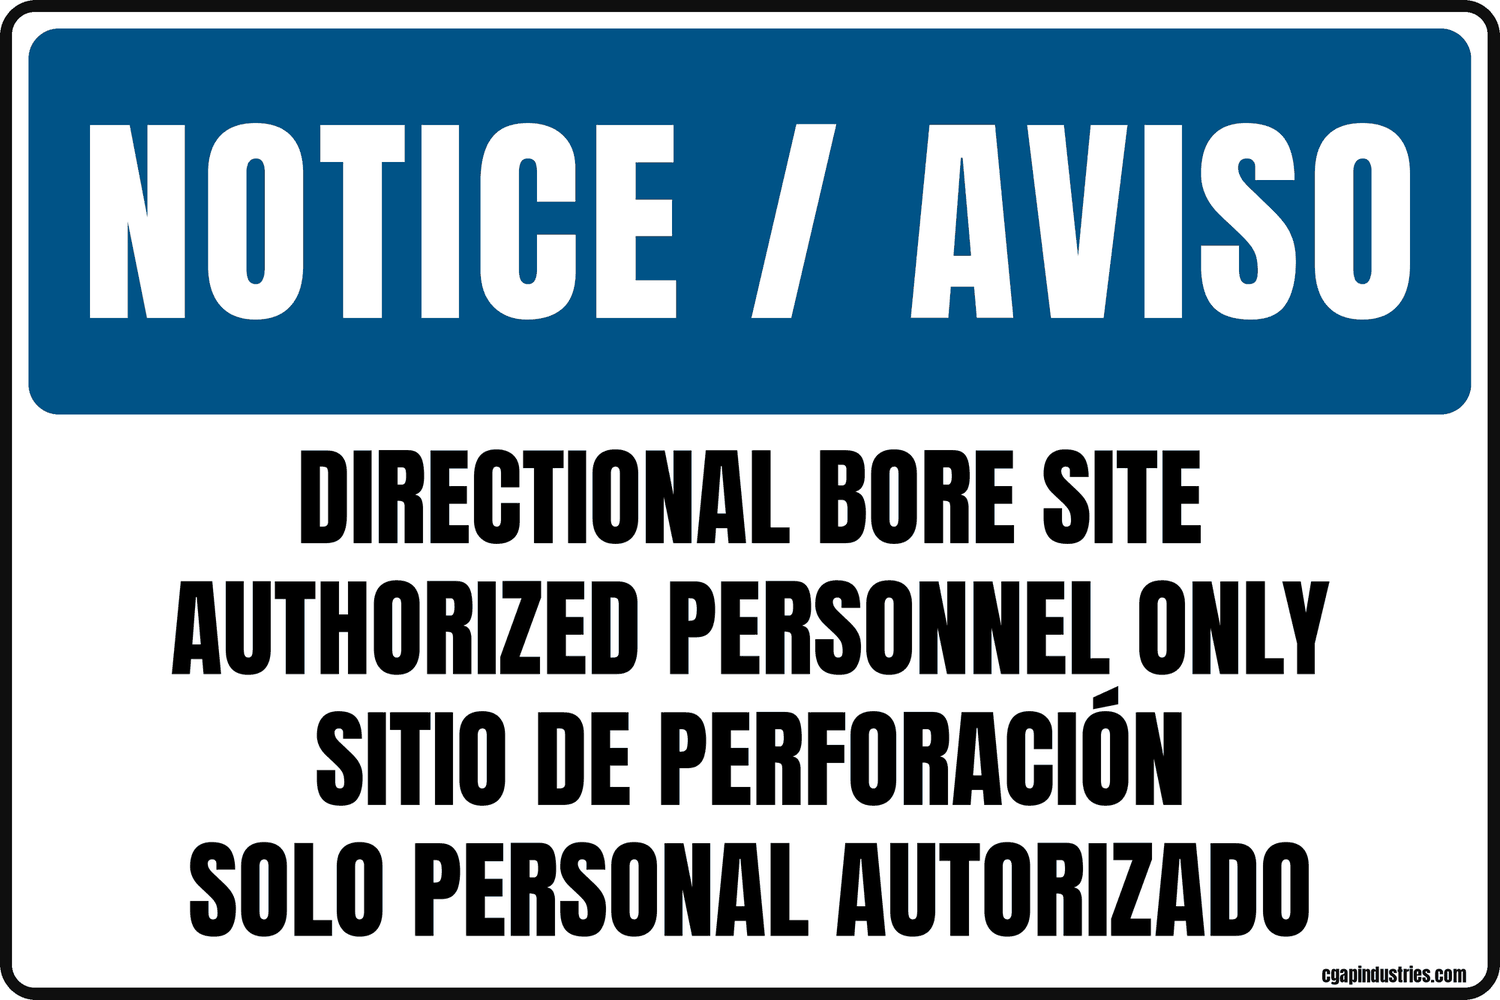 NOTICE / AVISO
DIRECTIONAL BORE SITE
AUTHORIZED PERSONNEL ONLY
SITIO DE PERFORACIÓN
SOLO PERSONAL AUTORIZADO
cgapindustries.com